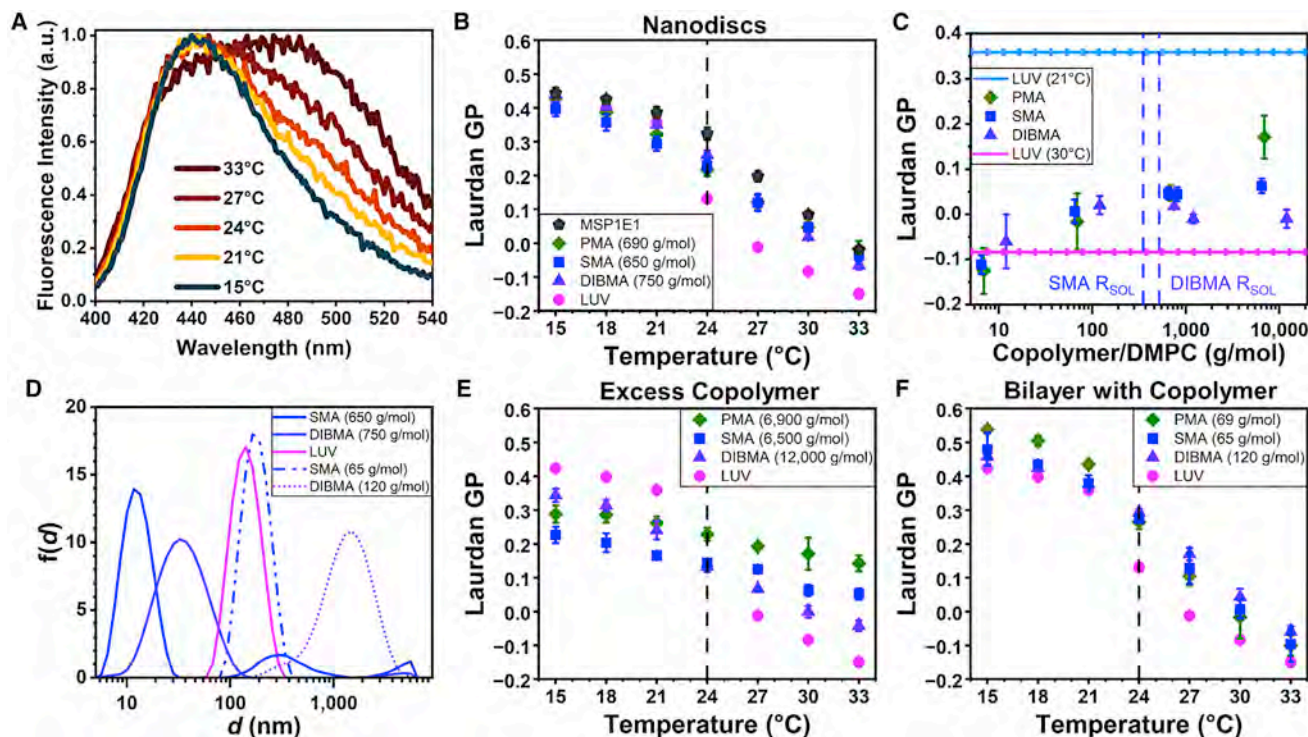 A
Fluorescence Intensity (a.u.)
1.0
0.8
0.6
0.4
0.2
0.0
33°C
27°C
24°C
21°C
15°C
400 420 440 460 480 500 520 540
Wavelength (nm)
B
Nanodiscs
Laurdan GP
0.6
0.5
0.4
0.3
0.2
0.1
0.0
−0.1
−0.2
MSP1E1
PMA (690 g/mol)
SMA (650 g/mol)
DIBMA (750 g/mol)
LUV
15 18 21 24 27 30 33
Temperature (°C)
C
Laurdan GP
0.4
0.3
0.2
0.1
0.0
−0.1
−0.2
LUV (21°C)
PMA
SMA
DIBMA
LUV (30°C)
SMA RSOL
DIBMA RSOL
10 100 1,000 10,000
Copolymer/DMPC (g/mol)
D
f(d)
20
15
10
5
0
SMA (650 g/mol)
DIBMA (750 g/mol)
LUV
SMA (65 g/mol)
DIBMA (120 g/mol)
10 100 1,000
d (nm)
E
Excess Copolymer
Laurdan GP
0.6
0.5
0.4
0.3
0.2
0.1
0.0
−0.1
−0.2
PMA (6,900 g/mol)
SMA (6,500 g/mol)
DIBMA (12,000 g/mol)
LUV
15 18 21 24 27 30 33
Temperature (°C)
F
Bilayer with Copolymer
Laurdan GP
0.6
0.5
0.4
0.3
0.2
0.1
0.0
−0.1
−0.2
PMA (69 g/mol)
SMA (65 g/mol)
DIBMA (120 g/mol)
LUV
15 18 21 24 27 30 33
Temperature (°C)